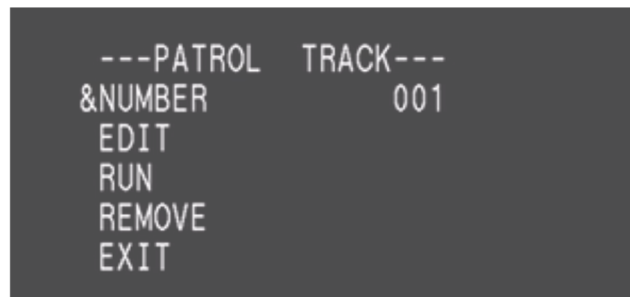 ---PATROL TRACK---
&NUMBER 001
EDIT
RUN
REMOVE
EXIT